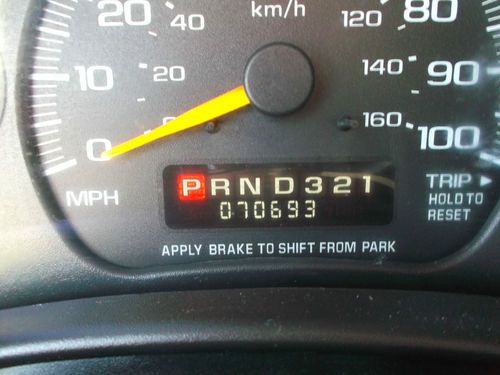 20 40 km/h 120 80
10 20 140 90
0 0 160 100
MPH PRND321 TRIP
070693 HOLD TO
RESET
APPLY BRAKE TO SHIFT FROM PARK